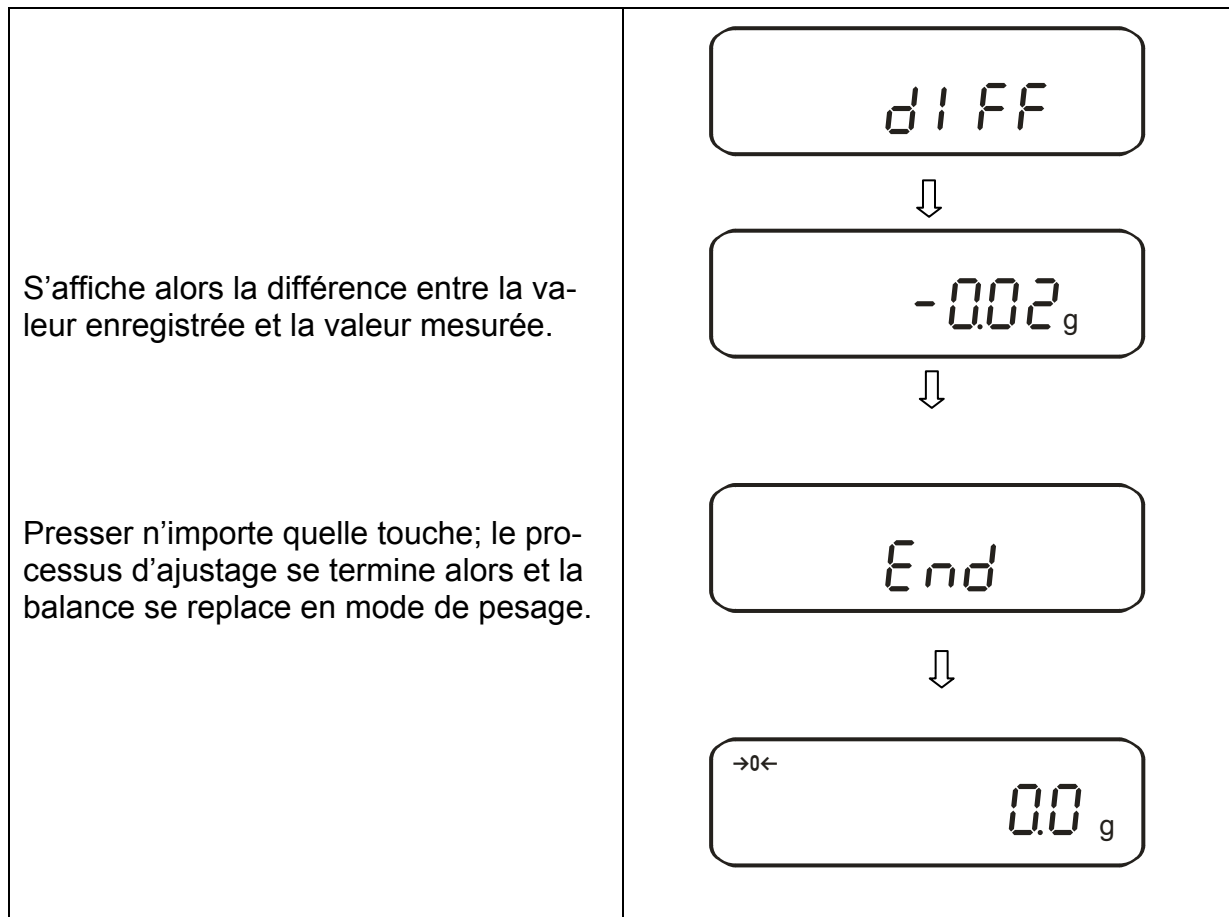 dIFF
S’affiche alors la différence entre la va-
leur enregistrée et la valeur mesurée.
-0.02 g
Presser n’importe quelle touche; le pro-
cessus d’ajustage se termine alors et la
balance se replace en mode de pesage.
End
→0←
0.0 g